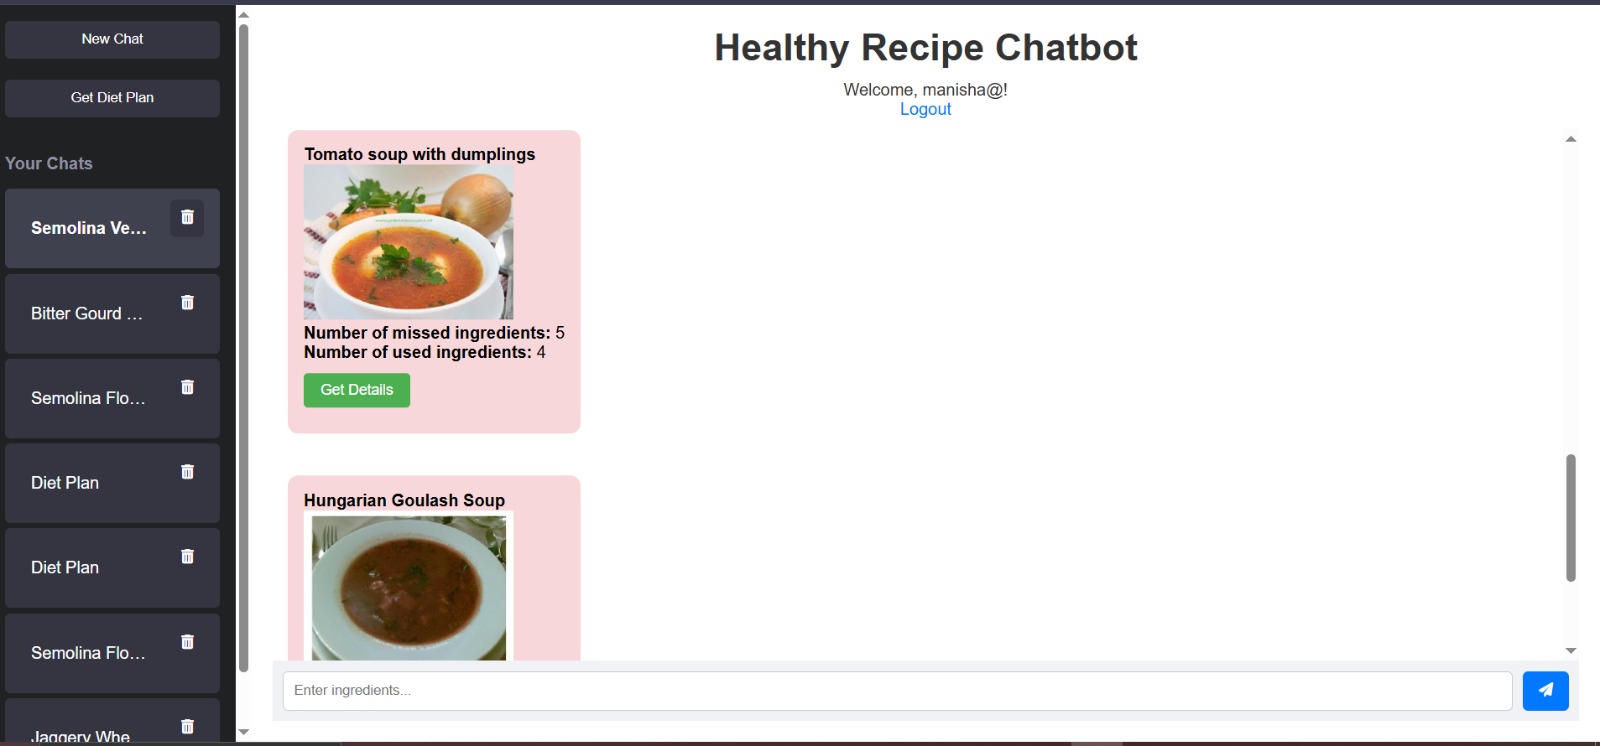 New Chat
Get Diet Plan
Your Chats
Semolina Ve...
Bitter Gourd ...
Semolina Flo...
Diet Plan
Diet Plan
Semolina Flo...
Jaggery Whe
Healthy Recipe Chatbot
Welcome, manisha@!
Logout
Tomato soup with dumplings
Number of missed ingredients: 5
Number of used ingredients: 4
Get Details
Hungarian Goulash Soup
Enter ingredients...